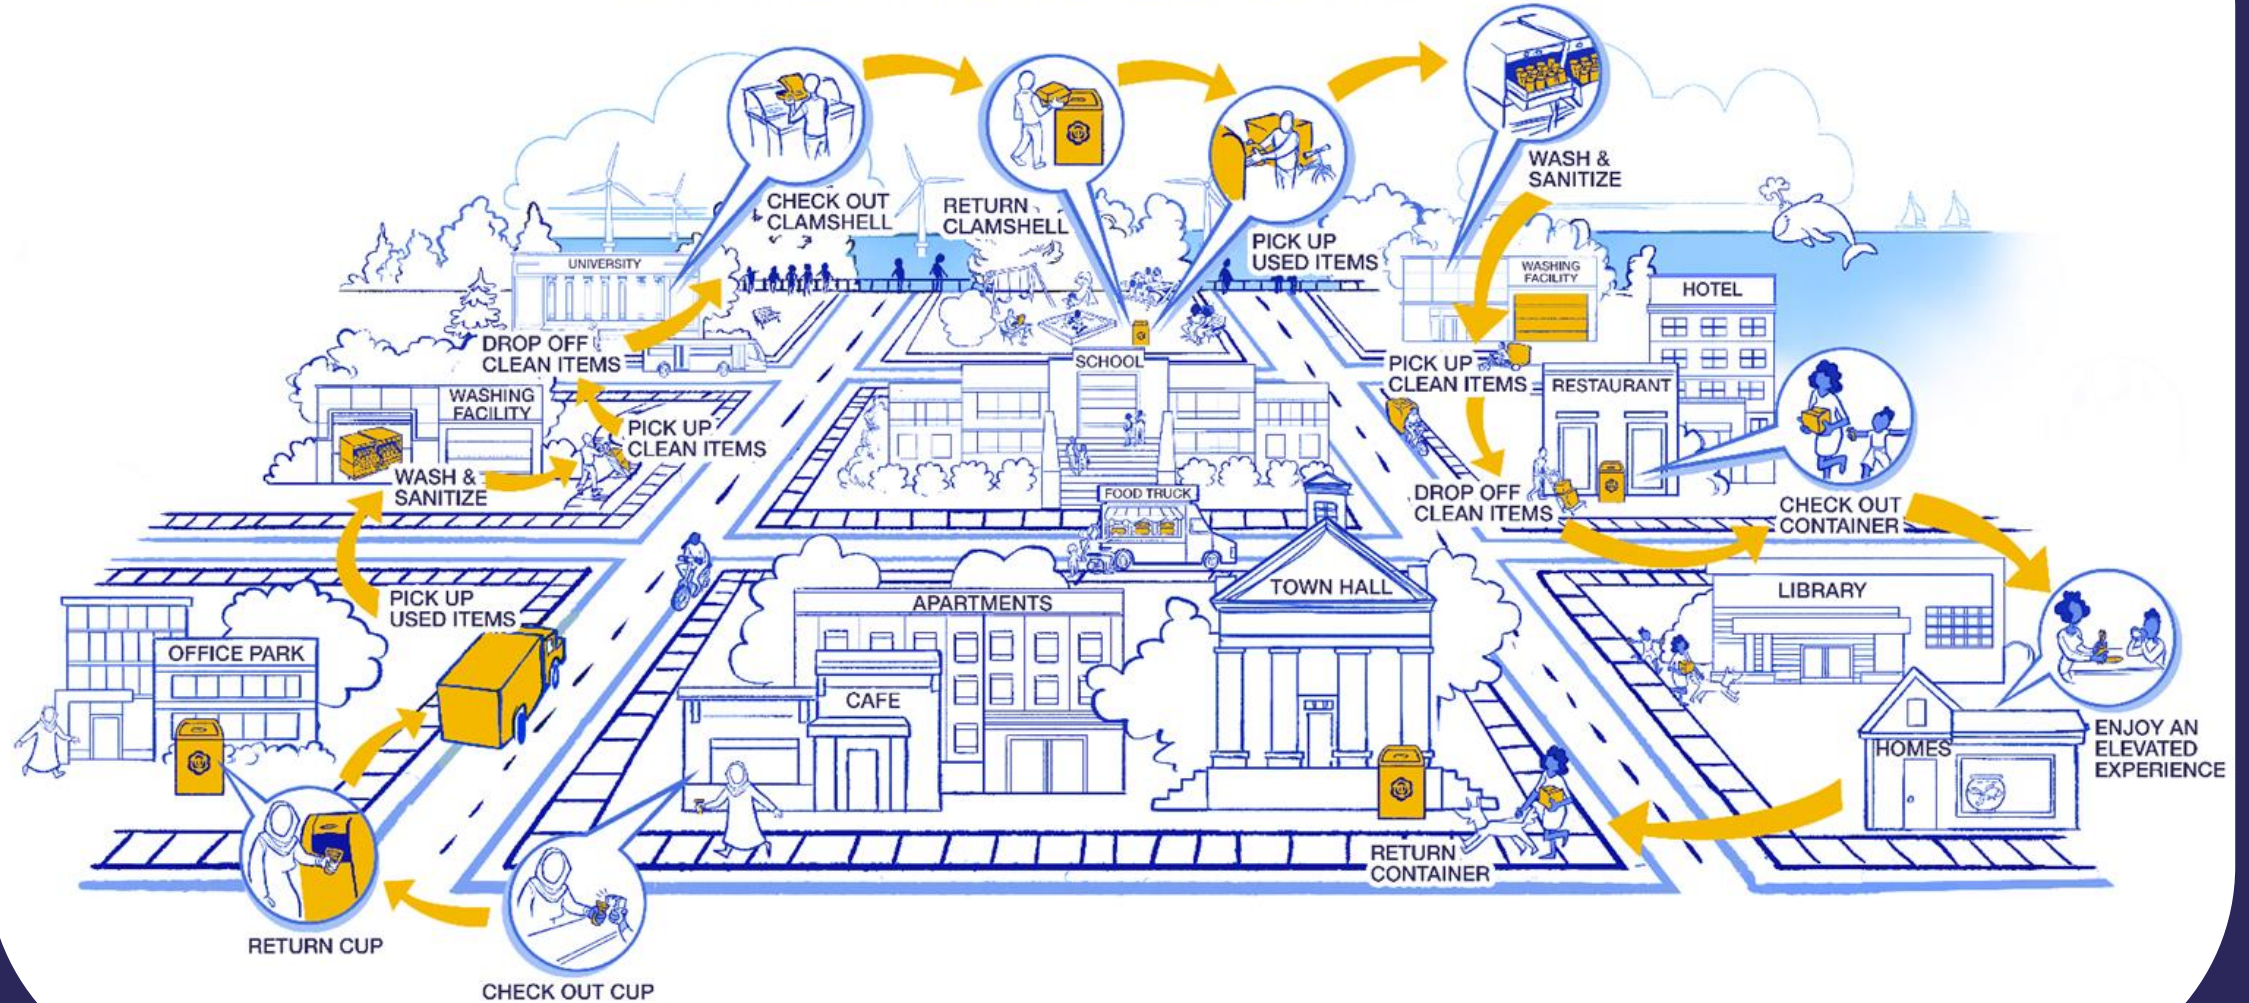 WASH &
SANITIZE
CHECK OUT
CLAMSHELL
RETURN
CLAMSHELL
PICK UP
USED ITEMS
UNIVERSITY
WASHING
FACILITY
HOTEL
DROP OFF
CLEAN ITEMS
SCHOOL
PICK UP
CLEAN ITEMS
RESTAURANT
WASHING
FACILITY
PICK UP
CLEAN ITEMS
WASH &
SANITIZE
FOOD TRUCK
DROP OFF
CLEAN ITEMS
CHECK OUT
CONTAINER
PICK UP
USED ITEMS
APARTMENTS
TOWN HALL
LIBRARY
OFFICE PARK
CAFE
HOMES
ENJOY AN
ELEVATED
EXPERIENCE
RETURN
CONTAINER
RETURN CUP
CHECK OUT CUP